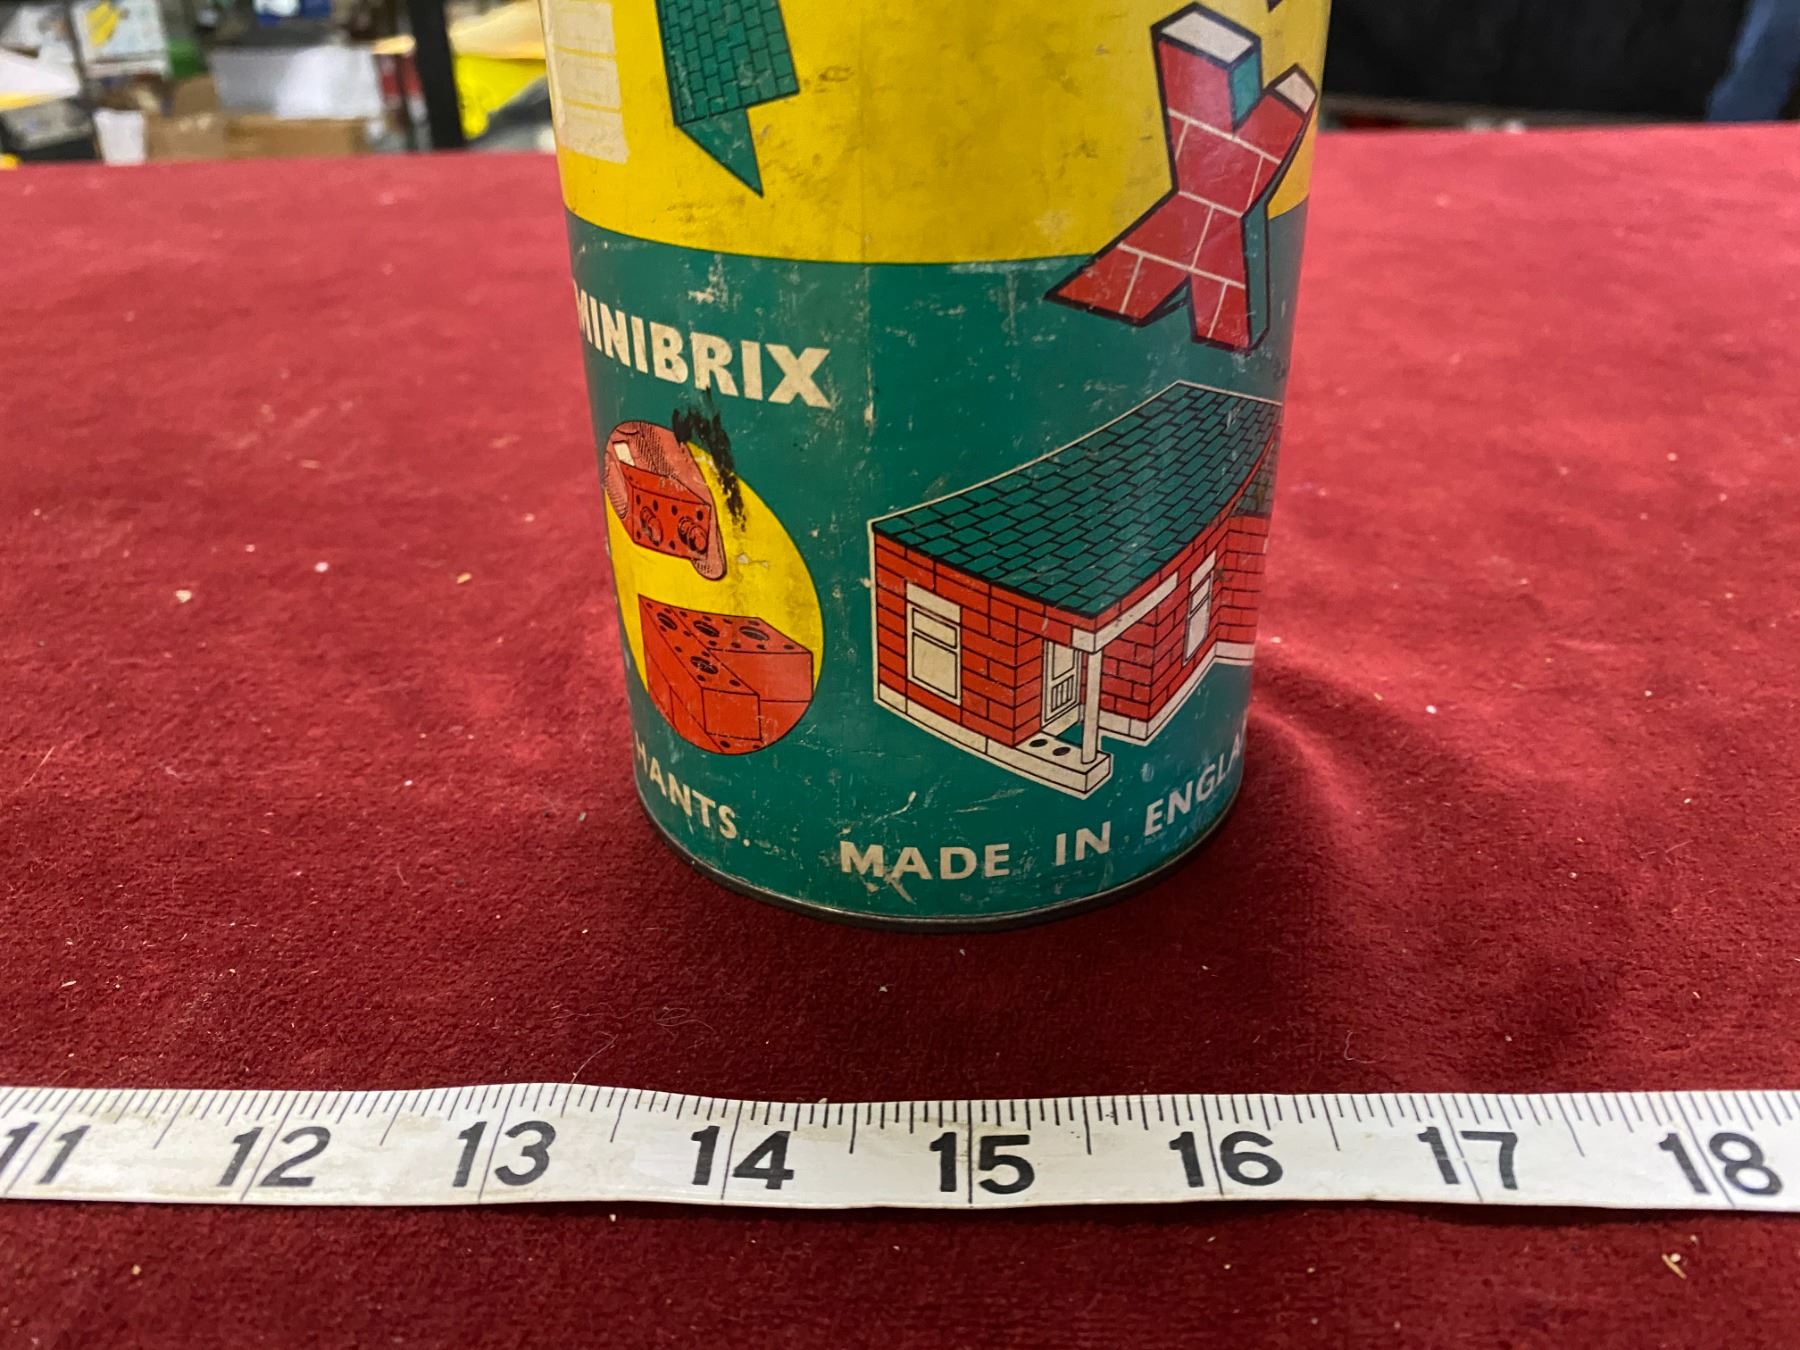 MINIBRIX
HANTS.
MADE IN ENGLA
11 12 13 14 15 16 17 18